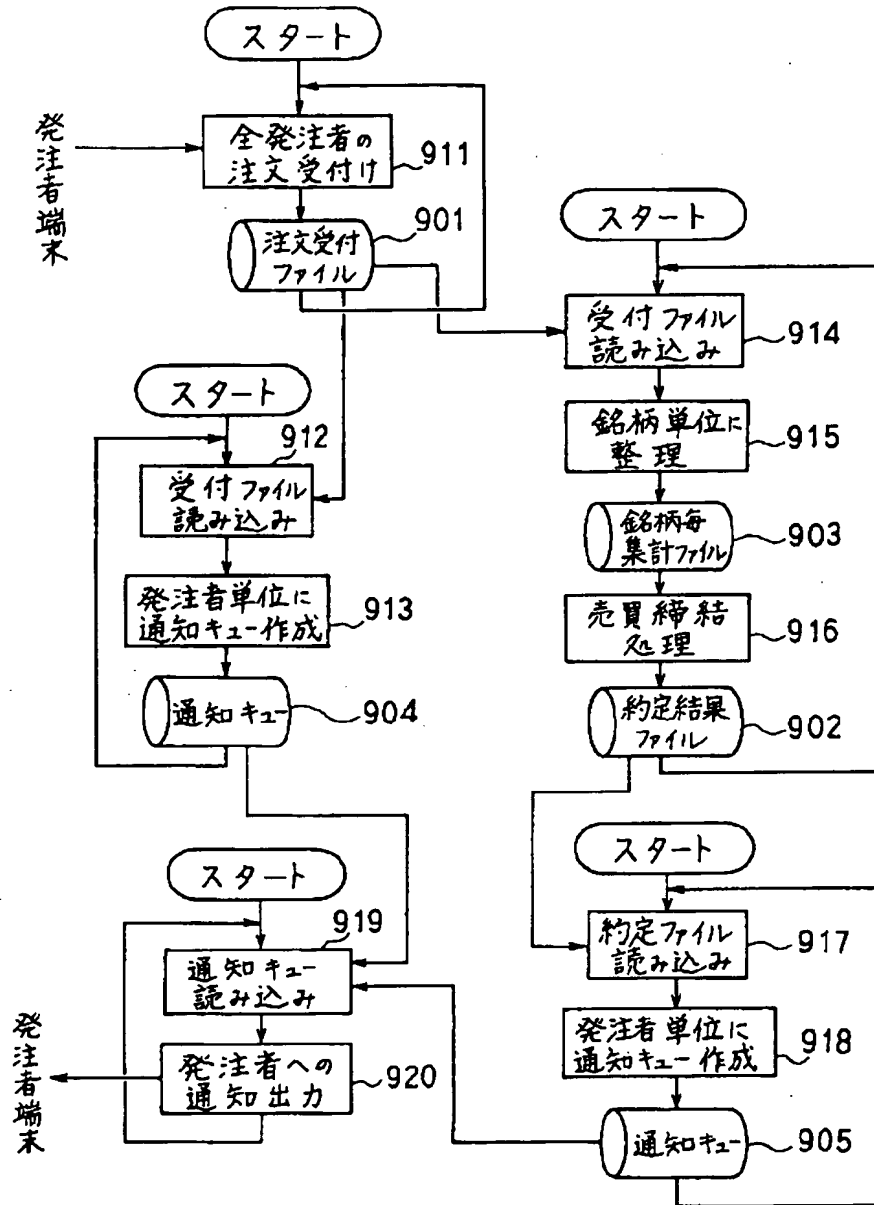 スタート
発注者端末
全発注者の
注文受付け
911
注文受付
ファイル
901
スタート
受付ファイル
読み込み
914
銘柄単位に
整理
915
銘柄毎
集計ファイル
903
売買締結
処理
916
約定結果
ファイル
902
スタート
912
受付ファイル
読み込み
発注者単位に
通知キュー作成
913
通知キュー
904
スタート
919
通知キュー
読み込み
発注者への
通知出力
920
発注者端末
スタート
約定ファイル
読み込み
917
発注者単位に
通知キュー作成
918
通知キュー
905